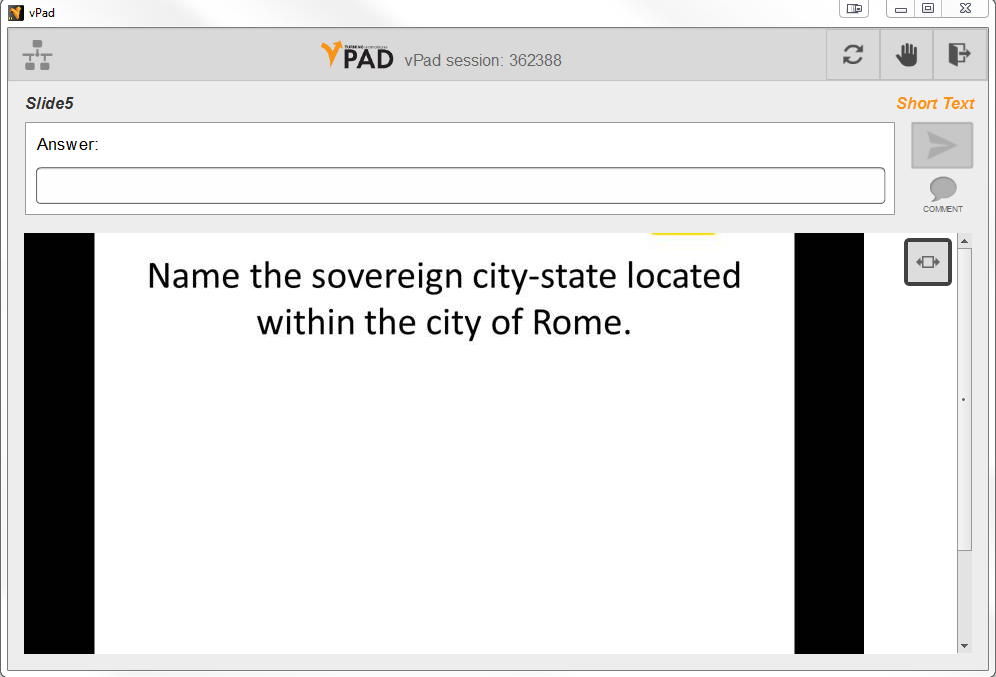 vPad
PAD vPad session: 362388
Slide5
Short Text
Answer:
COMMENT
Name the sovereign city-state located
within the city of Rome.